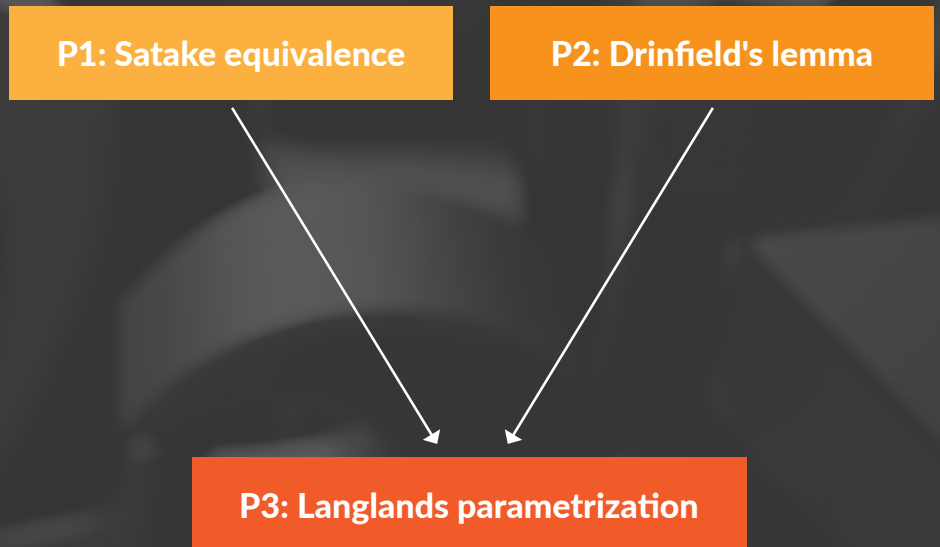 P1: Satake equivalence
P2: Drinfield's lemma
P3: Langlands parametrization